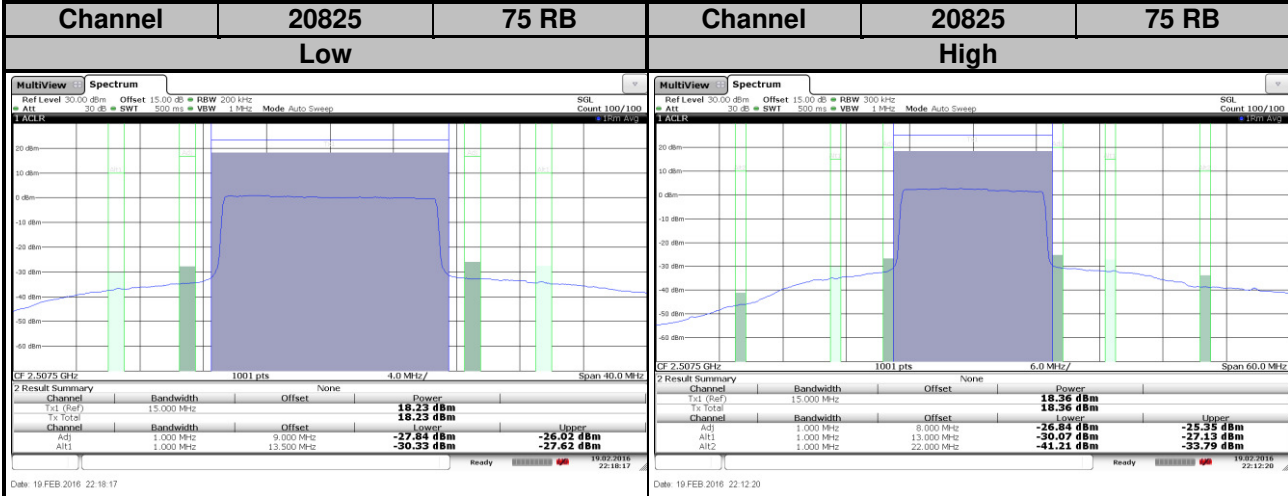 Channel 20825 75 RB
Low
MultiView Spectrum
Ref Level 30.00 dBm Offset 15.00 dB RBW 200 kHz SGL
Att 30 dB SWT 500 ms VBW 1 MHz Mode Auto Sweep Count 100/100
1 ACLR 1Rm Avg
20 dBm
10 dBm
0 dBm
-10 dBm
-20 dBm
-30 dBm
-40 dBm
-50 dBm
-60 dBm
CF 2.5075 GHz 1001 pts 4.0 MHz/ Span 40.0 MHz
2 Result Summary None
Channel Bandwidth Offset Power
Tx1 (Ref) 15.000 MHz 18.23 dBm
Tx Total 18.23 dBm
Channel Bandwidth Offset Lower Upper
Adj 1.000 MHz 9.000 MHz -27.84 dBm -26.02 dBm
Alt1 1.000 MHz 13.500 MHz -30.33 dBm -27.62 dBm
Ready 19.02.2016
22:18:17
Date: 19.FEB.2016 22:18:17
Channel 20825 75 RB
High
MultiView Spectrum
Ref Level 30.00 dBm Offset 15.00 dB RBW 300 kHz SGL
Att 30 dB SWT 500 ms VBW 1 MHz Mode Auto Sweep Count 100/100
1 ACLR 1Rm Avg
20 dBm
10 dBm
0 dBm
-10 dBm
-20 dBm
-30 dBm
-40 dBm
-50 dBm
-60 dBm
CF 2.5075 GHz 1001 pts 6.0 MHz/ Span 60.0 MHz
2 Result Summary None
Channel Bandwidth Offset Power
Tx1 (Ref) 15.000 MHz 18.36 dBm
Tx Total 18.36 dBm
Channel Bandwidth Offset Lower Upper
Adj 1.000 MHz 8.000 MHz -26.84 dBm -25.35 dBm
Alt1 1.000 MHz 13.000 MHz -30.07 dBm -27.13 dBm
Alt2 1.000 MHz 22.000 MHz -41.21 dBm -33.79 dBm
Ready 19.02.2016
22:12:20
Date: 19.FEB.2016 22:12:20